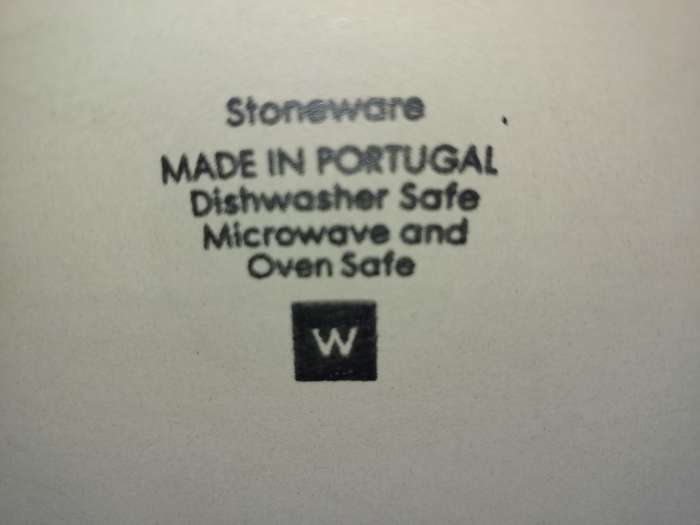 Stoneware
MADE IN PORTUGAL
Dishwasher Safe
Microwave and
Oven Safe
W